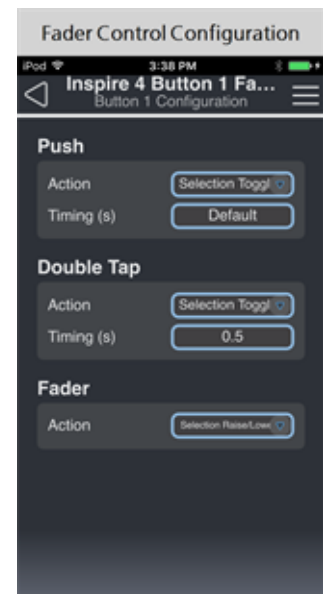 Fader Control Configuration
iPod 3:38 PM
Inspire 4 Button 1 Fa...
Button 1 Configuration
Push
Action Selection Toggl
Timing (s) Default
Double Tap
Action Selection Toggl
Timing (s) 0.5
Fader
Action Selection Raise/Lowe